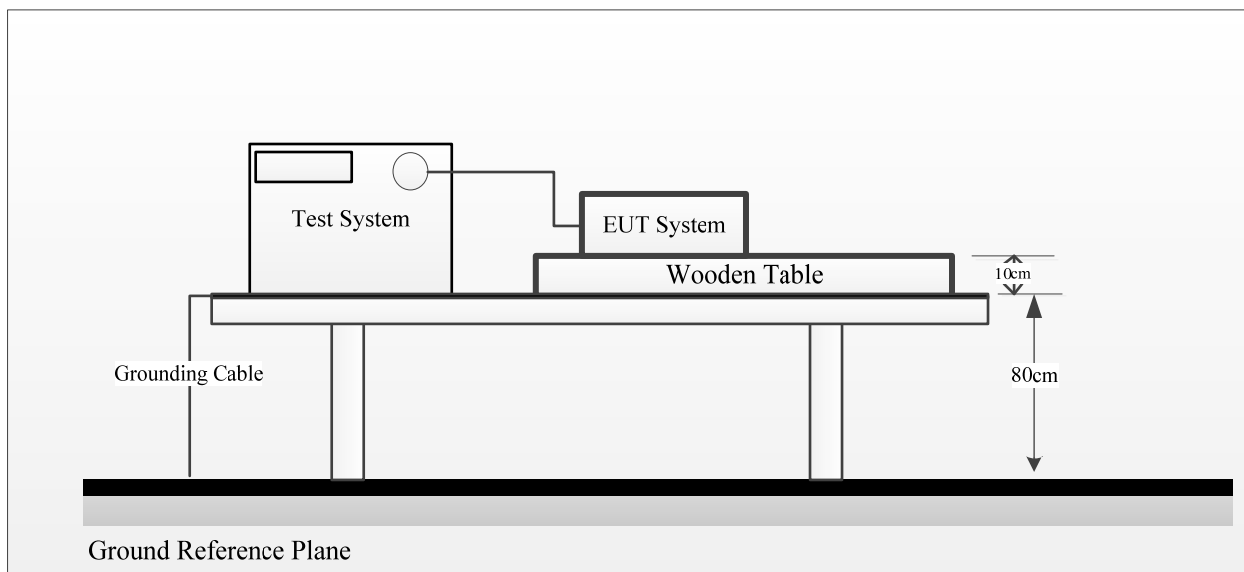 Test System
EUT System
Wooden Table
10cm
Grounding Cable
80cm
Ground Reference Plane